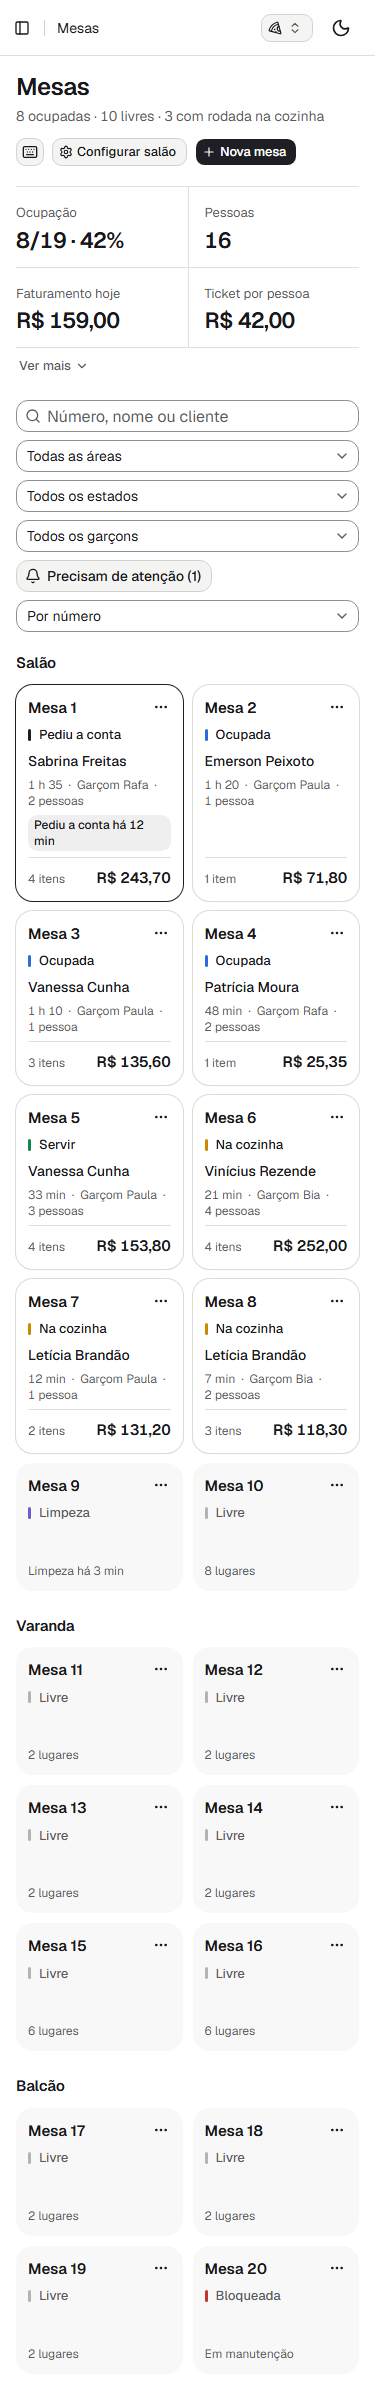 Mesas
Mesas
8 ocupadas · 10 livres · 3 com rodada na cozinha
Configurar salão
Nova mesa
Ocupação
8/19 · 42%
Pessoas
16
Faturamento hoje
R$ 159,00
Ticket por pessoa
R$ 42,00
Ver mais
Número, nome ou cliente
Todas as áreas
Todos os estados
Todos os garçons
Precisam de atenção (1)
Por número
Salão
Mesa 1
Pediu a conta
Sabrina Freitas
1 h 35 · Garçom Rafa ·
2 pessoas
Pediu a conta há 12
min
4 itens R$ 243,70
Mesa 2
Ocupada
Emerson Peixoto
1 h 20 · Garçom Paula ·
1 pessoa
1 item R$ 71,80
Mesa 3
Ocupada
Vanessa Cunha
1 h 10 · Garçom Paula ·
1 pessoa
3 itens R$ 135,60
Mesa 4
Ocupada
Patrícia Moura
48 min · Garçom Rafa ·
2 pessoas
1 item R$ 25,35
Mesa 5
Servir
Vanessa Cunha
33 min · Garçom Paula ·
3 pessoas
4 itens R$ 153,80
Mesa 6
Na cozinha
Vinícius Rezende
21 min · Garçom Bia ·
4 pessoas
4 itens R$ 252,00
Mesa 7
Na cozinha
Letícia Brandão
12 min · Garçom Paula ·
1 pessoa
2 itens R$ 131,20
Mesa 8
Na cozinha
Letícia Brandão
7 min · Garçom Bia ·
2 pessoas
3 itens R$ 118,30
Mesa 9
Limpeza
Limpeza há 3 min
Mesa 10
Livre
8 lugares
Varanda
Mesa 11
Livre
2 lugares
Mesa 12
Livre
2 lugares
Mesa 13
Livre
2 lugares
Mesa 14
Livre
2 lugares
Mesa 15
Livre
6 lugares
Mesa 16
Livre
6 lugares
Balcão
Mesa 17
Livre
2 lugares
Mesa 18
Livre
2 lugares
Mesa 19
Livre
2 lugares
Mesa 20
Bloqueada
Em manutenção